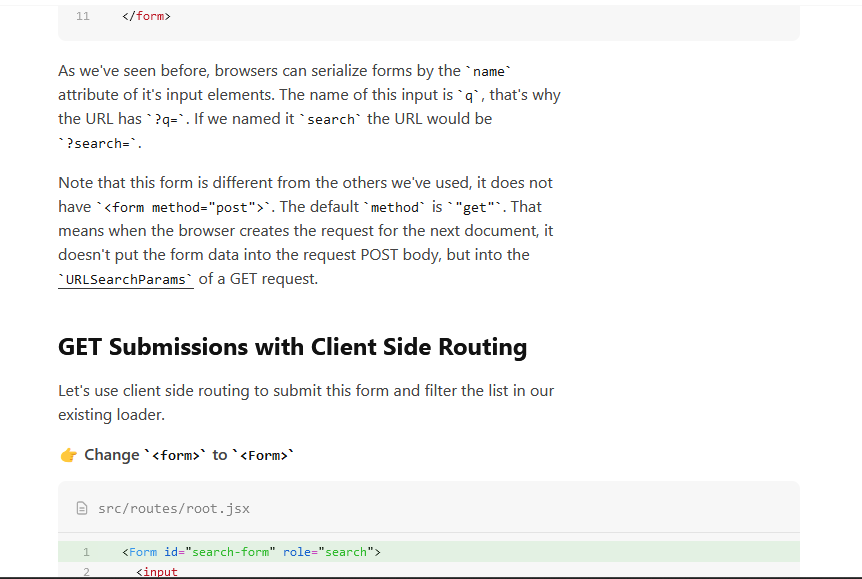 11 </form>
As we've seen before, browsers can serialize forms by the `name`
attribute of it's input elements. The name of this input is `q`, that's why
the URL has `?q=`. If we named it `search` the URL would be
`?search=`.
Note that this form is different from the others we've used, it does not
have `<form method="post">`. The default `method` is `"get"`. That
means when the browser creates the request for the next document, it
doesn't put the form data into the request POST body, but into the
`URLSearchParams` of a GET request.
GET Submissions with Client Side Routing
Let's use client side routing to submit this form and filter the list in our
existing loader.
👉 Change `<form>` to `<Form>`
src/routes/root.jsx
1 <Form id="search-form" role="search">
2 <input